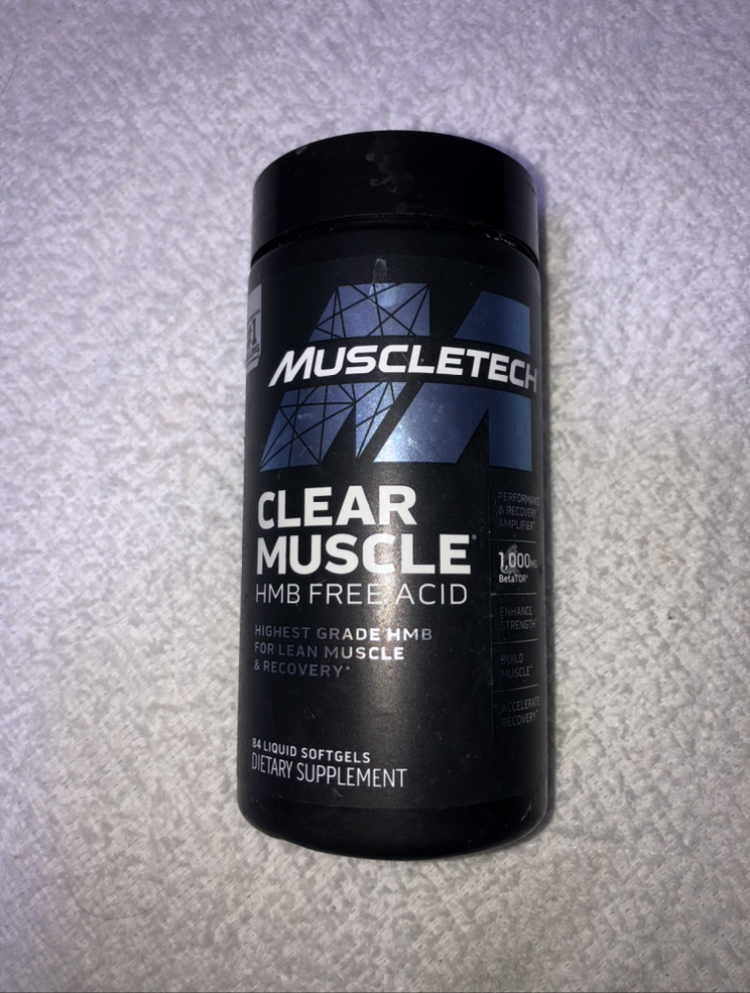 #1
MUSCLETECH
CLEAR
MUSCLE®
HMB FREE ACID
HIGHEST GRADE HMB
FOR LEAN MUSCLE
& RECOVERY*
84 LIQUID SOFTGELS
DIETARY SUPPLEMENT
PERFORMANCE
& RECOVERY
AMPLIFIER*
1,000MG
BetaTOR®
ENHANCE
STRENGTH*
BUILD
MUSCLE*
ACCELERATE
RECOVERY*